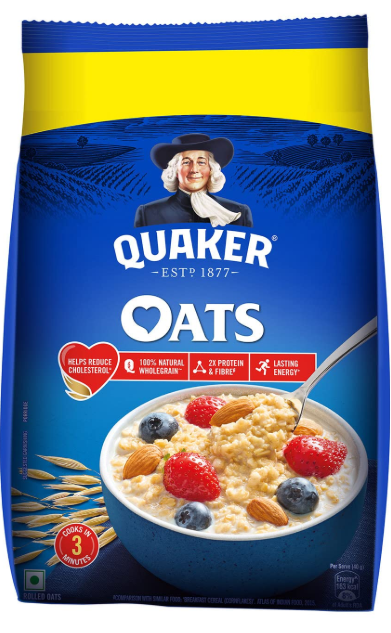 QUAKER®
ESTD 1877
OATS
HELPS REDUCE
CHOLESTEROL*
Q
100% NATURAL
WHOLEGRAIN
2X PROTEIN
& FIBRE#
LASTING
ENERGY
COOKS IN
3
MINUTES
ROLLED OATS
Per Serve (40 g)
Energy*